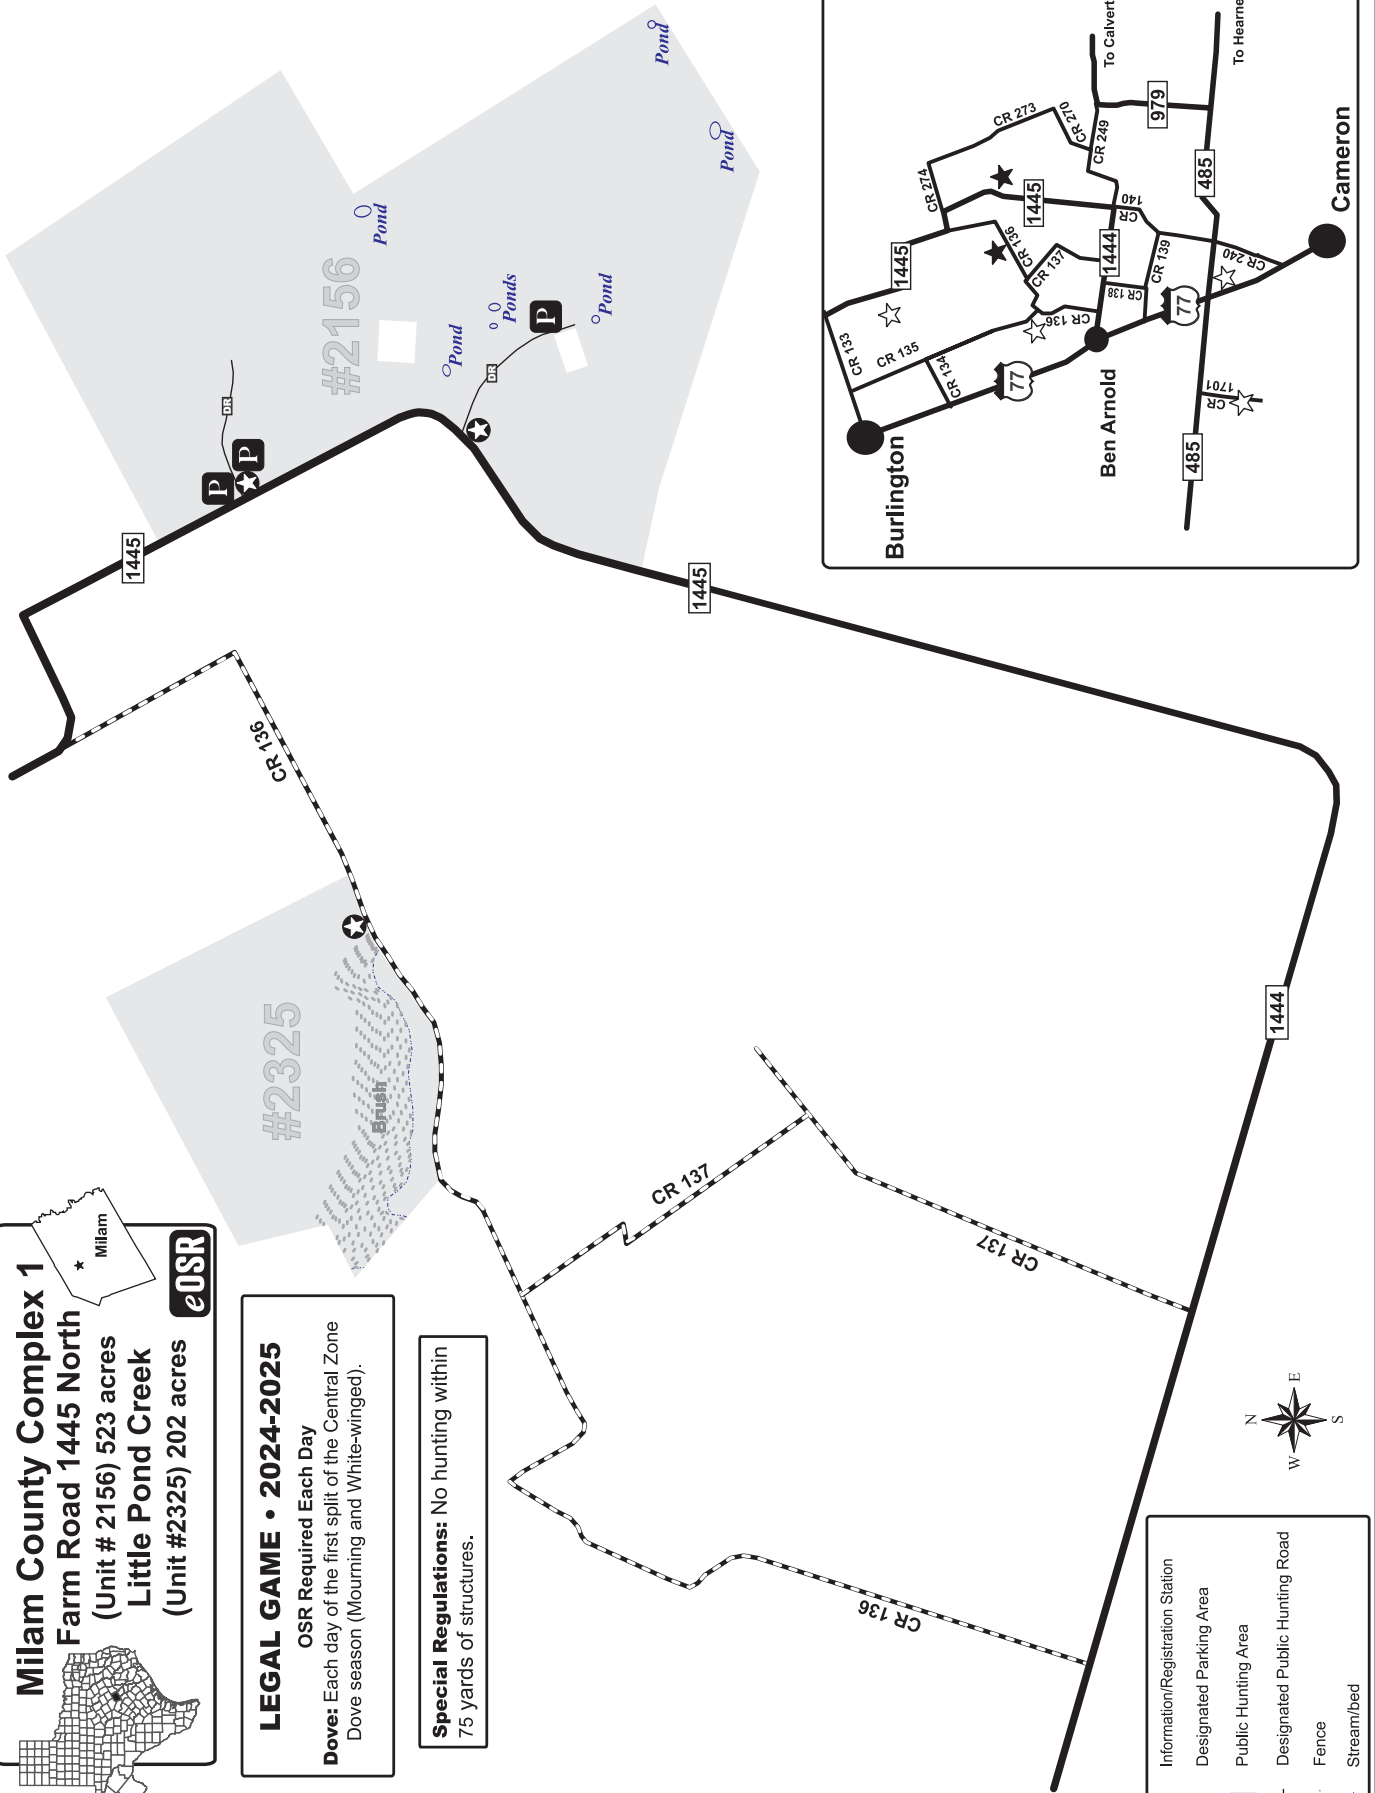 Milam County Complex 1
Farm Road 1445 North
(Unit # 2156) 523 acres
Little Pond Creek
(Unit #2325) 202 acres
Milam
eOSR
LEGAL GAME • 2024-2025
OSR Required Each Day
Dove: Each day of the first split of the Central Zone
Dove season (Mourning and White-winged).
Special Regulations: No hunting within
75 yards of structures.
#2325
Brush
#2156
Pond
Pond
Pond
Pond
Ponds
Pond
P
P
P
DR
DR
1445
1445
1444
CR 136
CR 137
CR 137
CR 136
N
E
S
W
Information/Registration Station
Designated Parking Area
Public Hunting Area
Designated Public Hunting Road
Fence
Stream/bed
Burlington
Ben Arnold
Cameron
To Calvert
To Hearne
CR 133
CR 135
CR 134
CR 136
CR 136
CR 137
CR 138
CR 139
CR 140
CR 240
CR 249
CR 270
CR 273
CR 274
CR 1701
1445
1445
1444
979
485
485
77
77